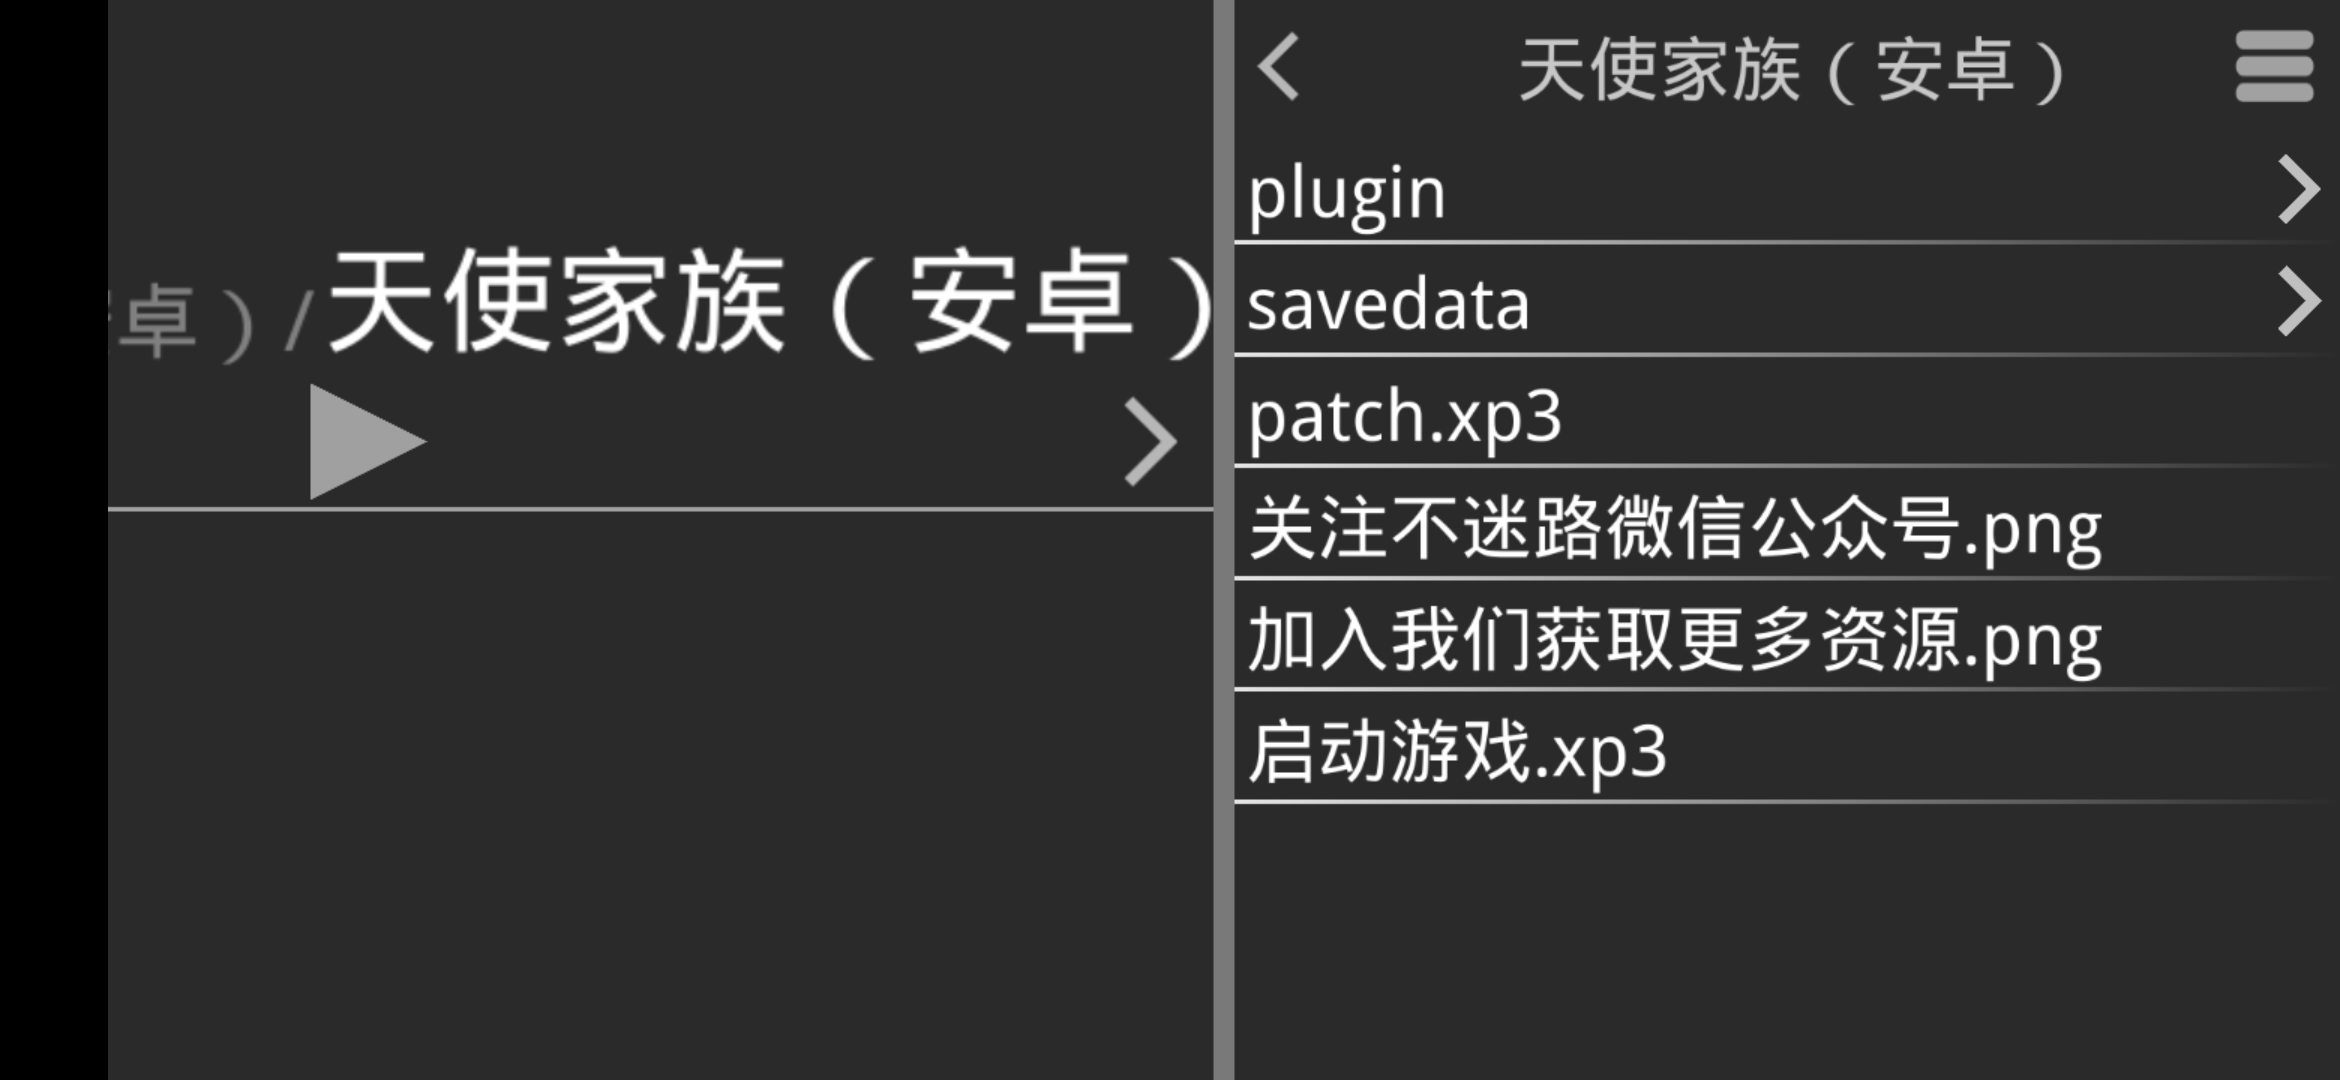 卓）/天使家族（安卓）
天使家族（安卓）
plugin
savedata
patch.xp3
关注不迷路微信公众号.png
加入我们获取更多资源.png
启动游戏.xp3